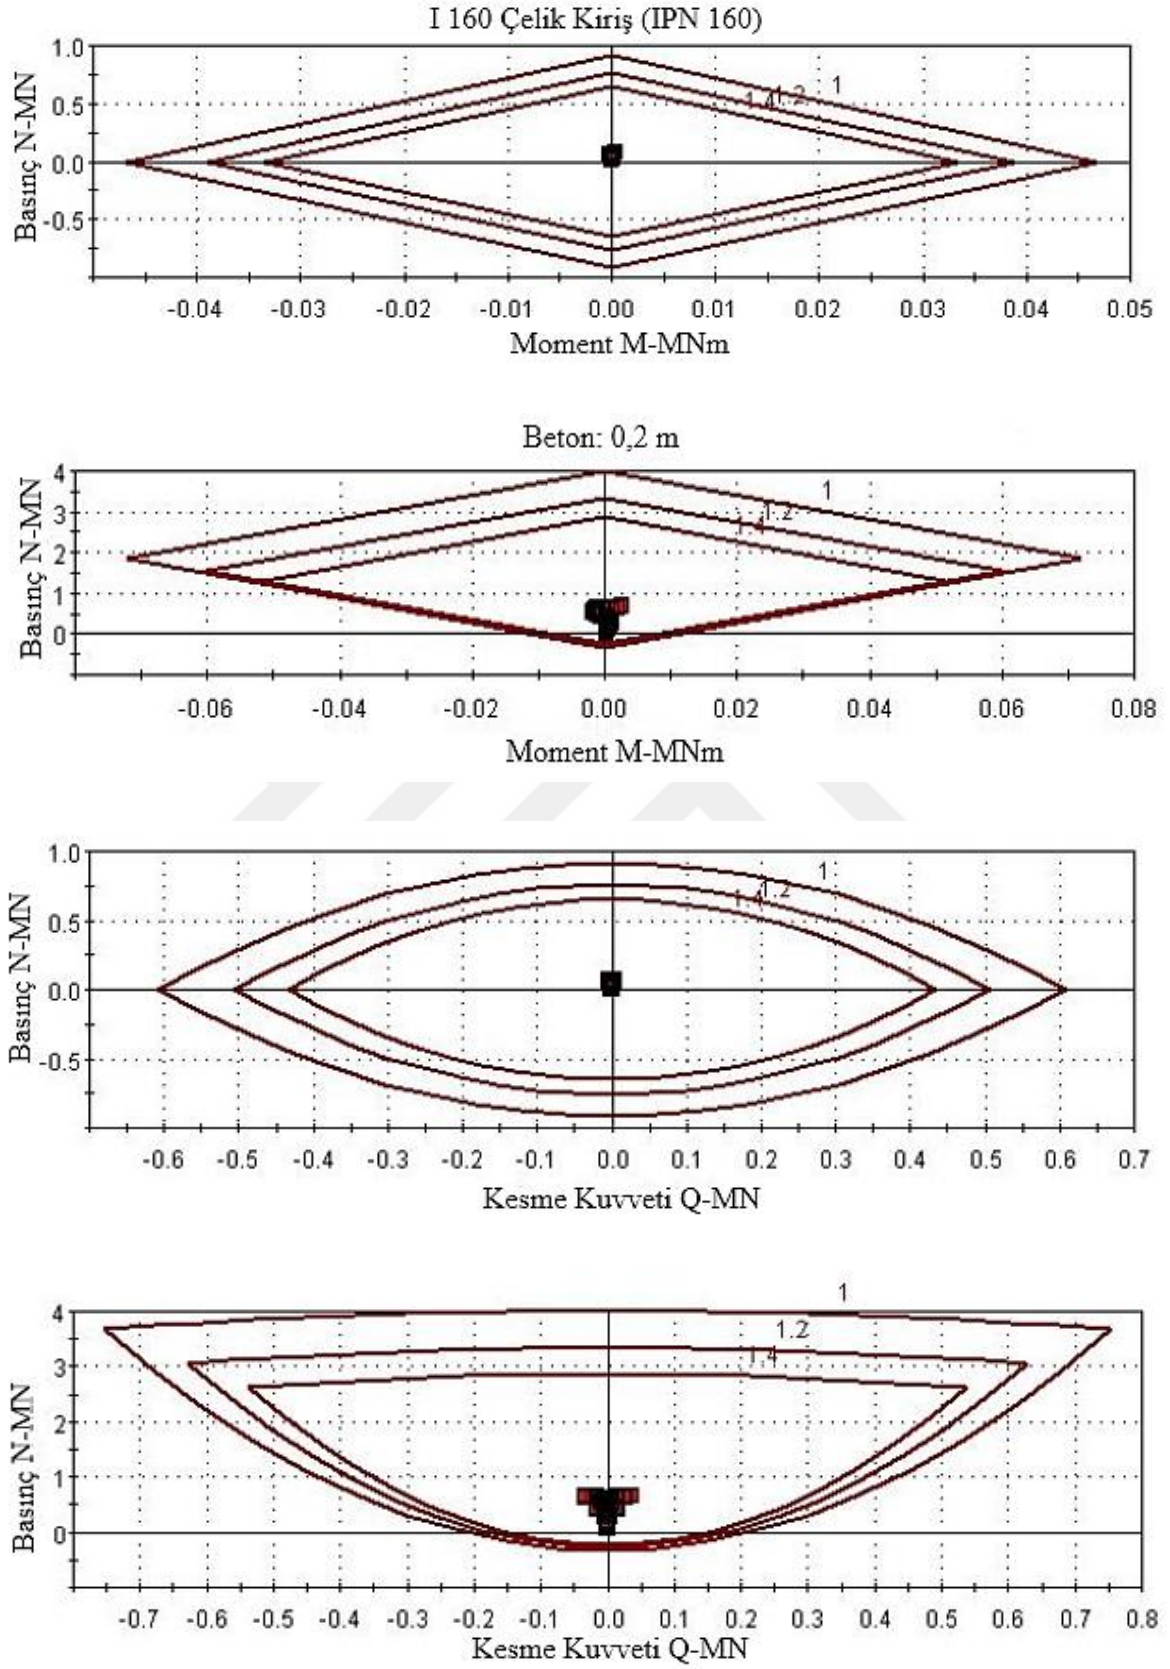 I 160 Çelik Kiriş (IPN 160)
1.0
0.5
0.0
-0.5
Basınç N-MN
1.4
1.2
1
-0.04 -0.03 -0.02 -0.01 0.00 0.01 0.02 0.03 0.04 0.05
Moment M-MNm
Beton: 0,2 m
4
3
2
1
0
Basınç N-MN
1
1.2
1.4
-0.06 -0.04 -0.02 0.00 0.02 0.04 0.06 0.08
Moment M-MNm
1.0
0.5
0.0
-0.5
Basınç N-MN
1
1.2
1.4
-0.6 -0.5 -0.4 -0.3 -0.2 -0.1 0.0 0.1 0.2 0.3 0.4 0.5 0.6 0.7
Kesme Kuvveti Q-MN
4
3
2
1
0
Basınç N-MN
1
1.2
1.4
-0.7 -0.6 -0.5 -0.4 -0.3 -0.2 -0.1 0.0 0.1 0.2 0.3 0.4 0.5 0.6 0.7 0.8
Kesme Kuvveti Q-MN